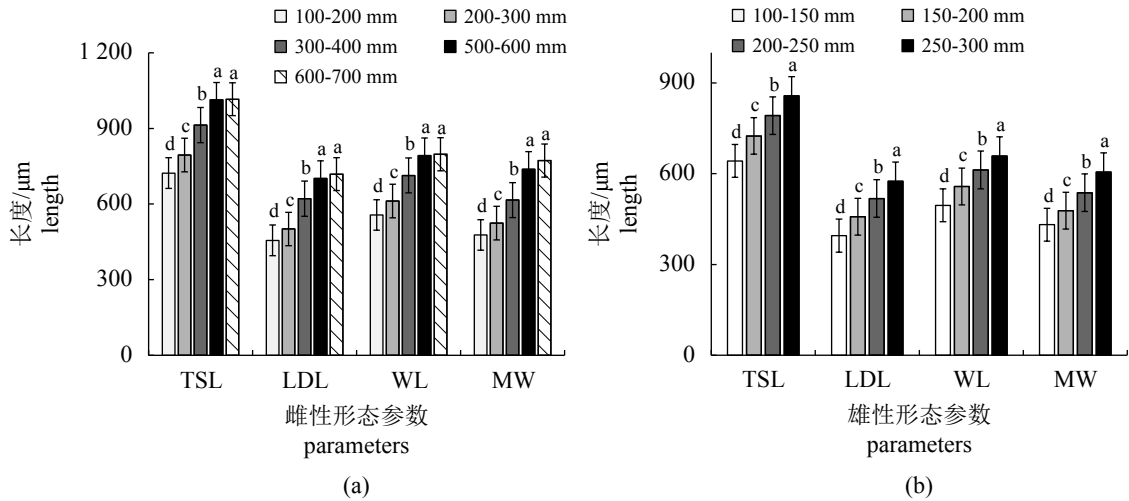 100-200 mm 200-300 mm
300-400 mm 500-600 mm
600-700 mm
1 200
900
600
300
0
长度/μm
length
d c b a a
d c b a a
d c b a a
d c b a a
TSL LDL WL MW
雌性形态参数
parameters
(a)
100-150 mm 150-200 mm
200-250 mm 250-300 mm
900
600
300
0
长度/μm
length
d c b a
d c b a
d c b a
d c b a
TSL LDL WL MW
雄性形态参数
parameters
(b)